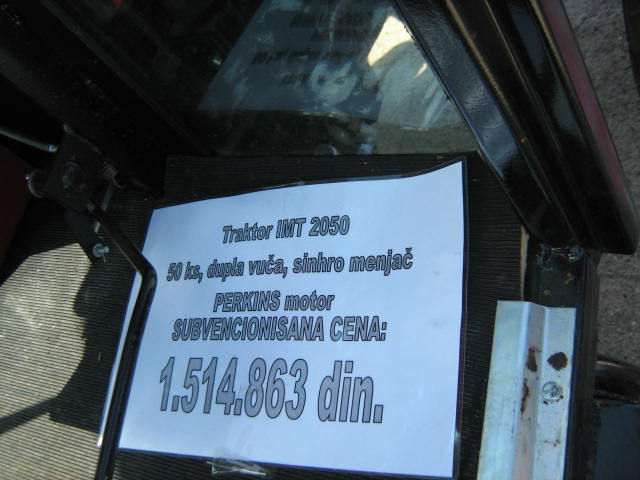 Traktor IMT 2050
50 ks, dupla vuča, sinhro menjač
PERKINS motor
SUBVENCIONISANA CENA:
1.514.863 din.